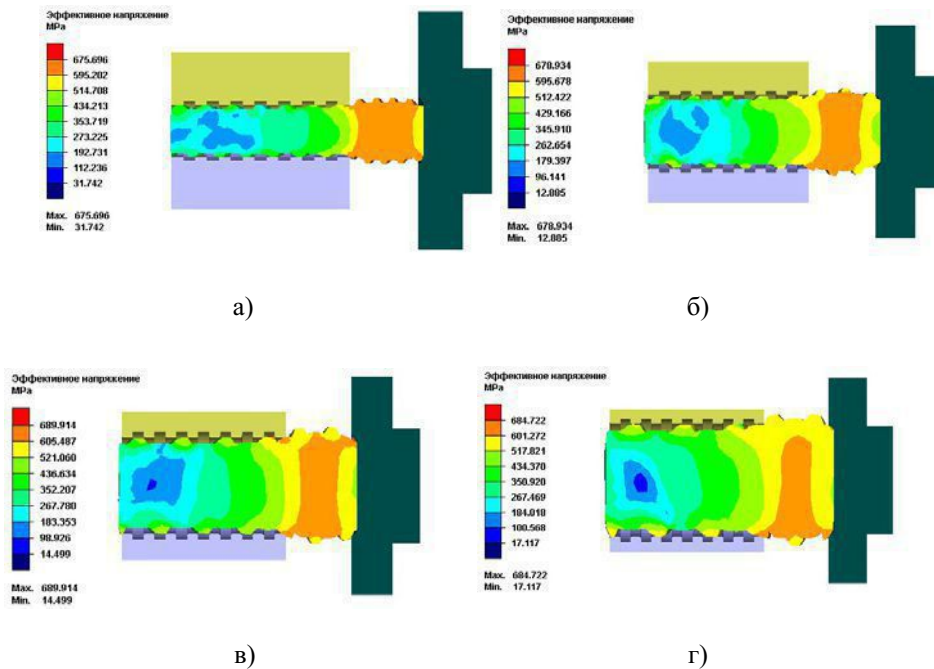 Эффективное напряжение
MPa
675.696
595.202
514.708
434.213
353.719
273.225
192.731
112.236
31.742
Max. 675.696
Min. 31.742
а)
Эффективное напряжение
MPa
678.934
595.678
512.422
429.166
345.910
262.654
179.397
96.141
12.885
Max. 678.934
Min. 12.885
б)
Эффективное напряжение
MPa
689.914
605.487
521.060
436.634
352.207
267.780
183.353
98.926
14.499
Max. 689.914
Min. 14.499
в)
Эффективное напряжение
MPa
684.722
601.272
517.821
434.370
350.920
267.469
184.018
100.568
17.117
Max. 684.722
Min. 17.117
г)